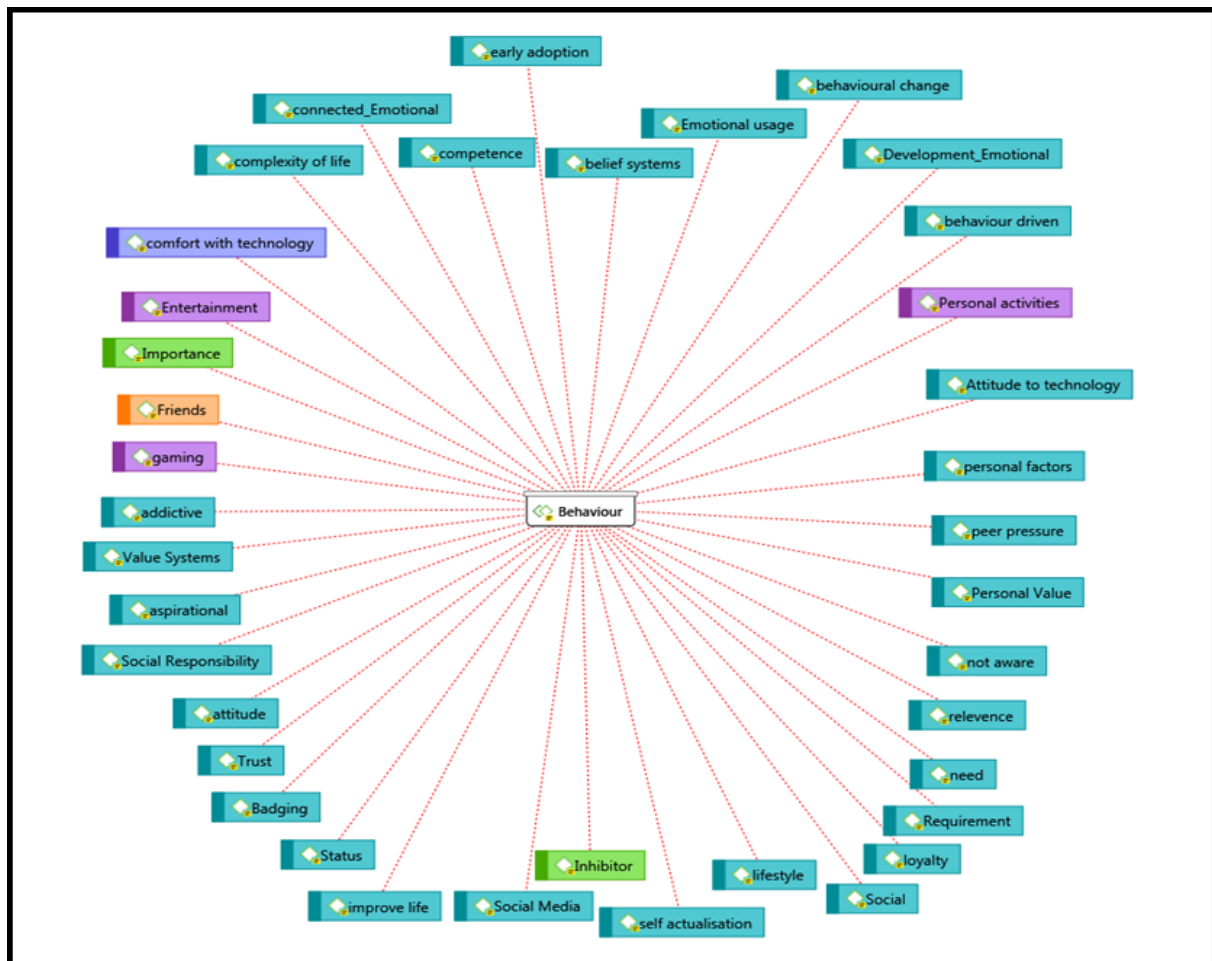 early adoption
behavioural change
connected_Emotional
Emotional usage
complexity of life
competence
belief systems
Development_Emotional
behaviour driven
comfort with technology
Entertainment
Personal activities
Importance
Attitude to technology
Friends
gaming
personal factors
addictive
Behaviour
peer pressure
Value Systems
Personal Value
aspirational
Social Responsibility
not aware
attitude
relevence
Trust
need
Badging
Requirement
Status
Inhibitor
loyalty
lifestyle
improve life
Social Media
Social
self actualisation